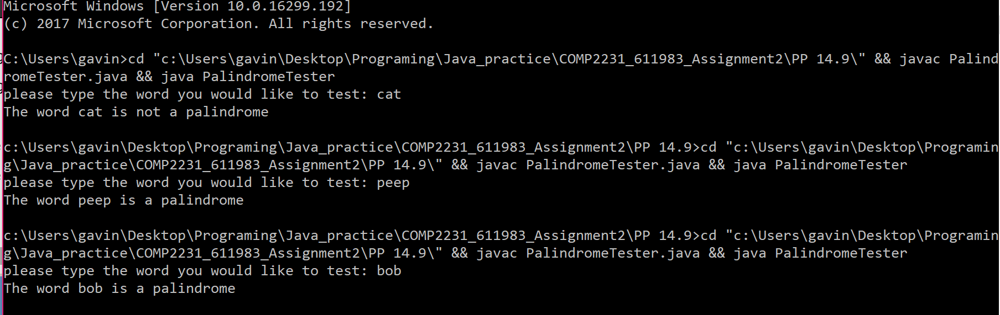 Microsoft Windows [Version 10.0.16299.192]
(c) 2017 Microsoft Corporation. All rights reserved.
C:\Users\gavin>cd "c:\Users\gavin\Desktop\Programing\Java_practice\COMP2231_611983_Assignment2\PP 14.9\" && javac Palind
romeTester.java && java PalindromeTester
please type the word you would like to test: cat
The word cat is not a palindrome
c:\Users\gavin\Desktop\Programing\Java_practice\COMP2231_611983_Assignment2\PP 14.9>cd "c:\Users\gavin\Desktop\Programin
g\Java_practice\COMP2231_611983_Assignment2\PP 14.9\" && javac PalindromeTester.java && java PalindromeTester
please type the word you would like to test: peep
The word peep is a palindrome
c:\Users\gavin\Desktop\Programing\Java_practice\COMP2231_611983_Assignment2\PP 14.9>cd "c:\Users\gavin\Desktop\Programin
g\Java_practice\COMP2231_611983_Assignment2\PP 14.9\" && javac PalindromeTester.java && java PalindromeTester
please type the word you would like to test: bob
The word bob is a palindrome